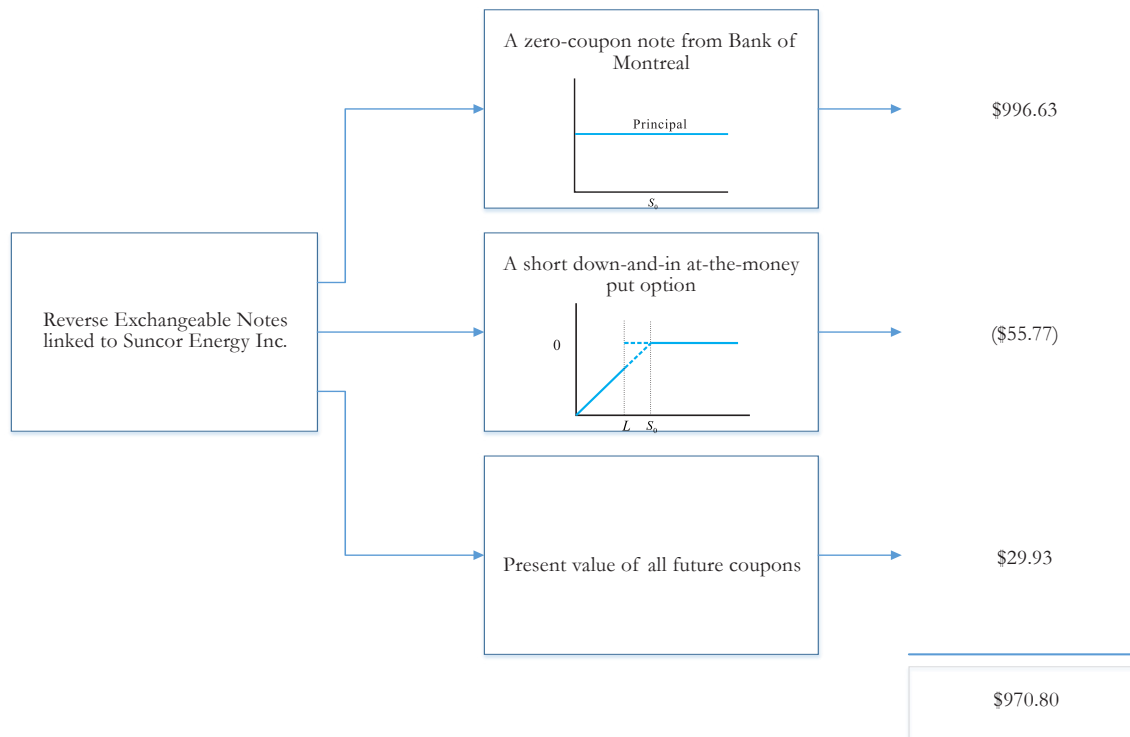 A zero-coupon note from Bank of
Montreal
Principal
S₀
$996.63
Reverse Exchangeable Notes
linked to Suncor Energy Inc.
A short down-and-in at-the-money
put option
0
L S₀
($55.77)
Present value of all future coupons
$29.93
$970.80